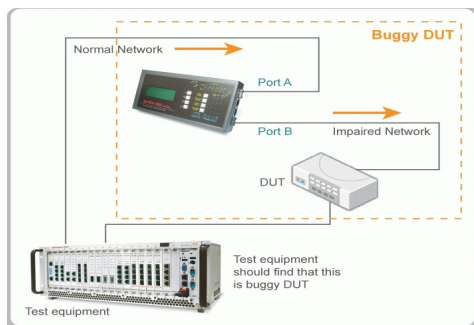 Buggy DUT
Normal Network
Port A
Port B
Impaired Network
DUT
Test equipment
should find that this
is buggy DUT
Test equipment